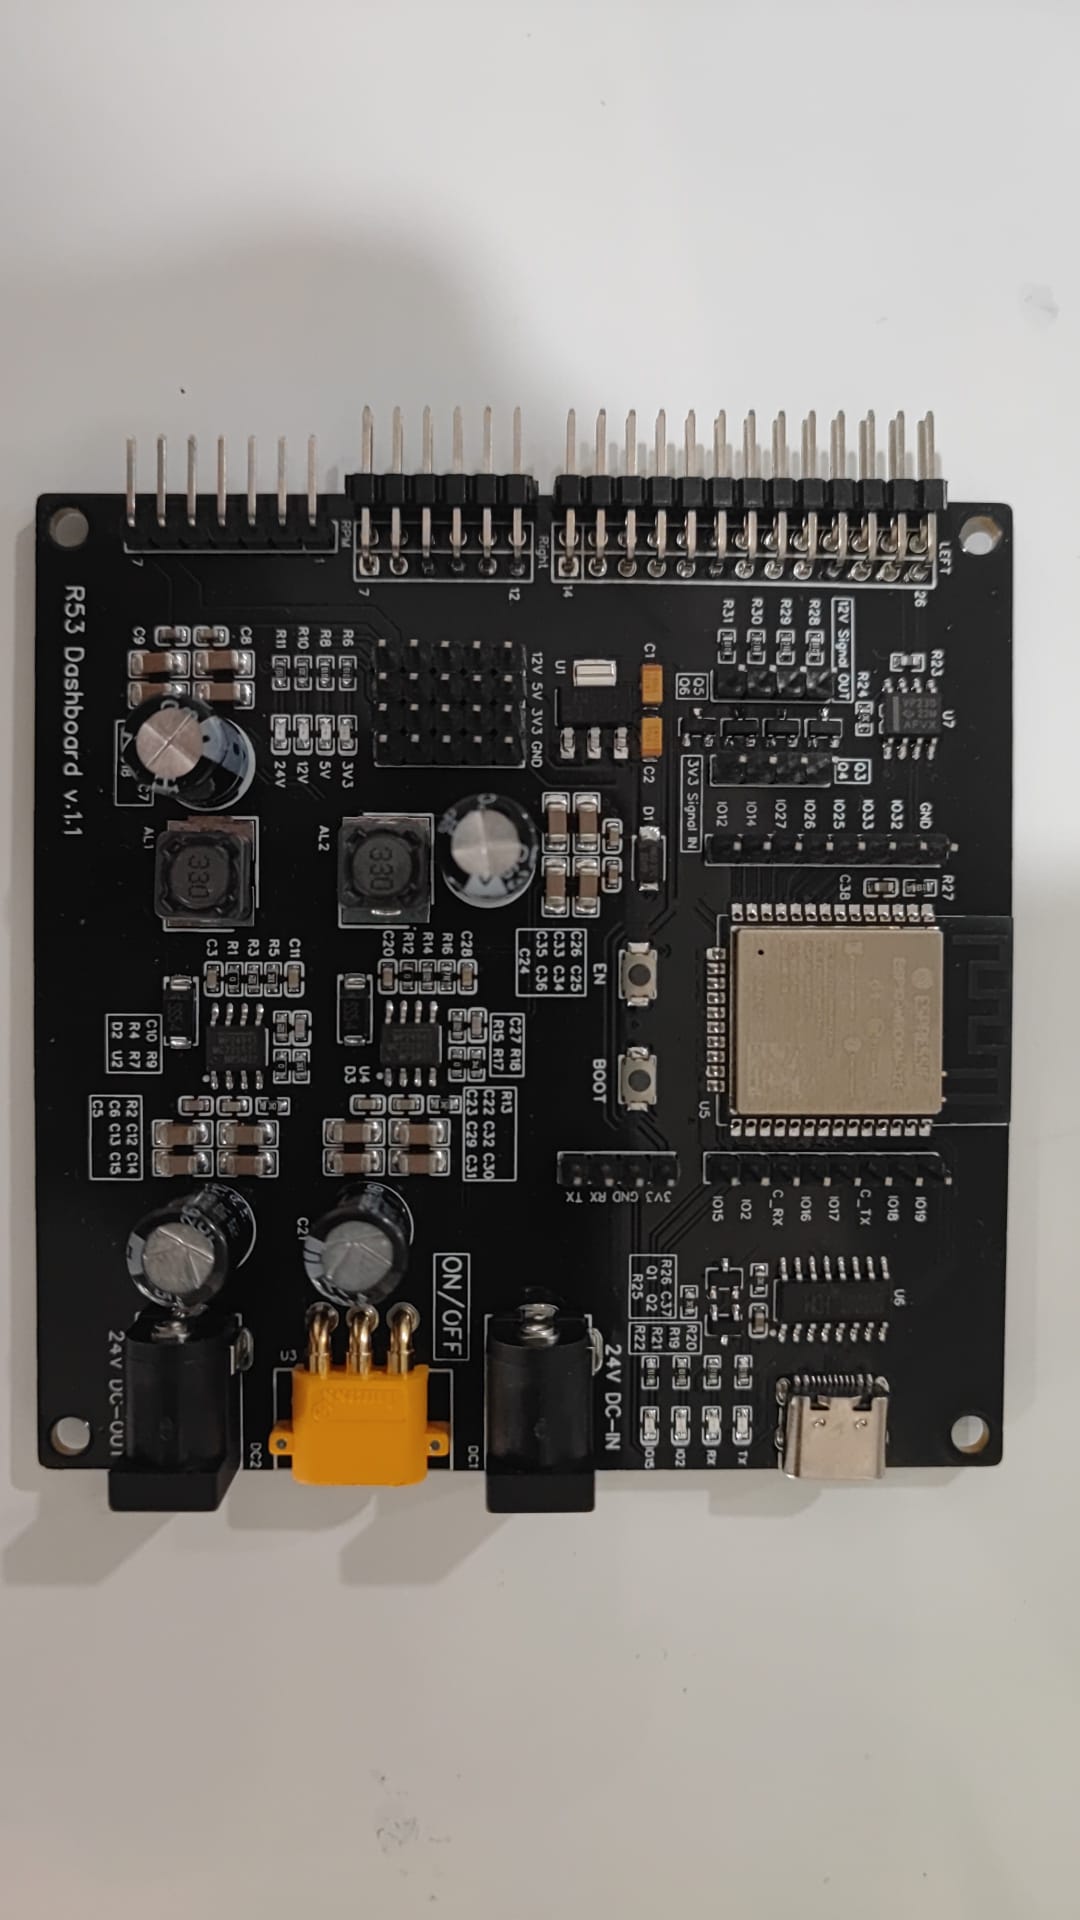 R53 Dashboard v.1.1
RPM
7
1
Right
7
12
LEFT
14
26
C9
C8
R11
R10
R8
R6
24V
12V
5V
3V3
C7
12V 5V 3V3 GND
U1
C1
C2
D1
R31
R30
R29
R28
12V Signal OUT
Q5
Q6
Q3
Q4
3V3 Signal IN
R24
R23
U7
VP230
IO12
IO14
IO27
IO26
IO25
IO33
IO32
GND
C38
R27
AL1
330
AL2
330
C26 C25
C33 C34
C35 C36
C24
EN
BOOT
U5
C3
R1
R3
R5
C11
C20
R12
R14
R16
C28
SS54
C10 R9
R4 R7
D2 U2
U4
D3
C27 R18
R15 R17
R2 C12 C14
C6 C13 C15
C5
R13
C22 C32 C30
C23 C29 C31
3V3 GND RX TX
IO15
IO2
C_RX
IO16
IO17
C_TX
IO18
IO19
C21
ON/OFF
R26 C37
Q1 Q2
R25
R22
R21
R19
R20
U6
IO15
IO2
RX
TX
24V DC-OUT
DC2
U3
DC1
24V DC-IN